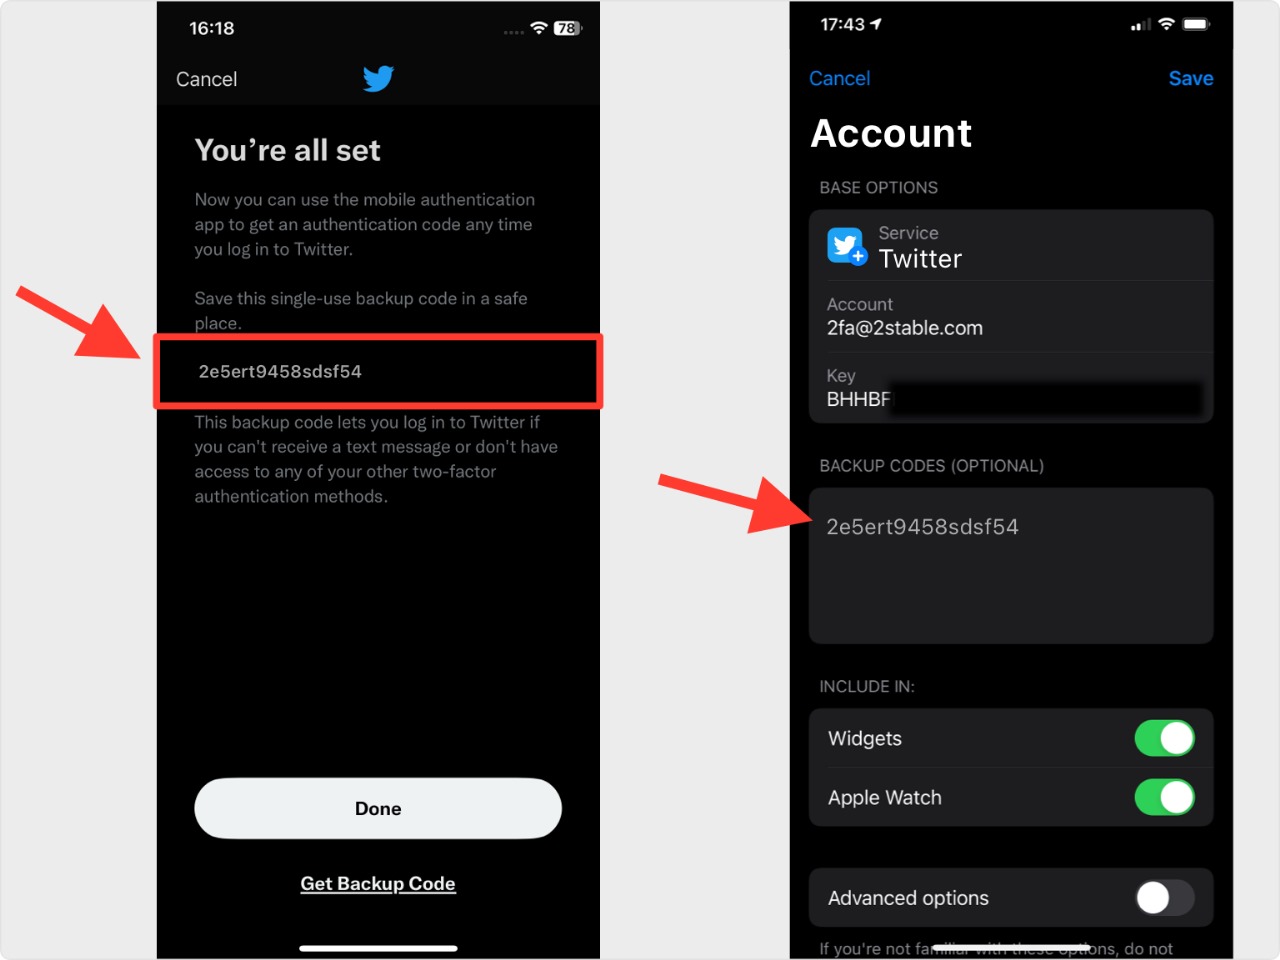 16:18
78
Cancel
You're all set
Now you can use the mobile authentication
app to get an authentication code any time
you log in to Twitter.
Save this single-use backup code in a safe
place.
2e5ert9458sdsf54
This backup code lets you log in to Twitter if
you can't receive a text message or don't have
access to any of your other two-factor
authentication methods.
Done
Get Backup Code
17:43
Cancel
Save
Account
BASE OPTIONS
Service
Twitter
Account
2fa@2stable.com
Key
BHHBF
BACKUP CODES (OPTIONAL)
2e5ert9458sdsf54
INCLUDE IN:
Widgets
Apple Watch
Advanced options
If you're not familiar with these options, do not